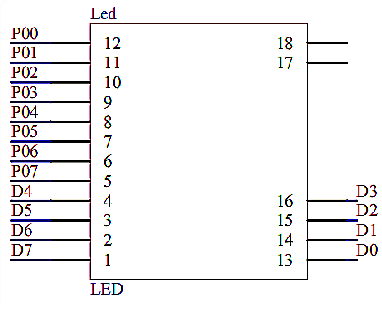 Led
P00 12 18
P01 11 17
P02 10
P03 9
P04 8
P05 7
P06 6
P07 5
D4 4 16 D3
D5 3 15 D2
D6 2 14 D1
D7 1 13 D0
LED